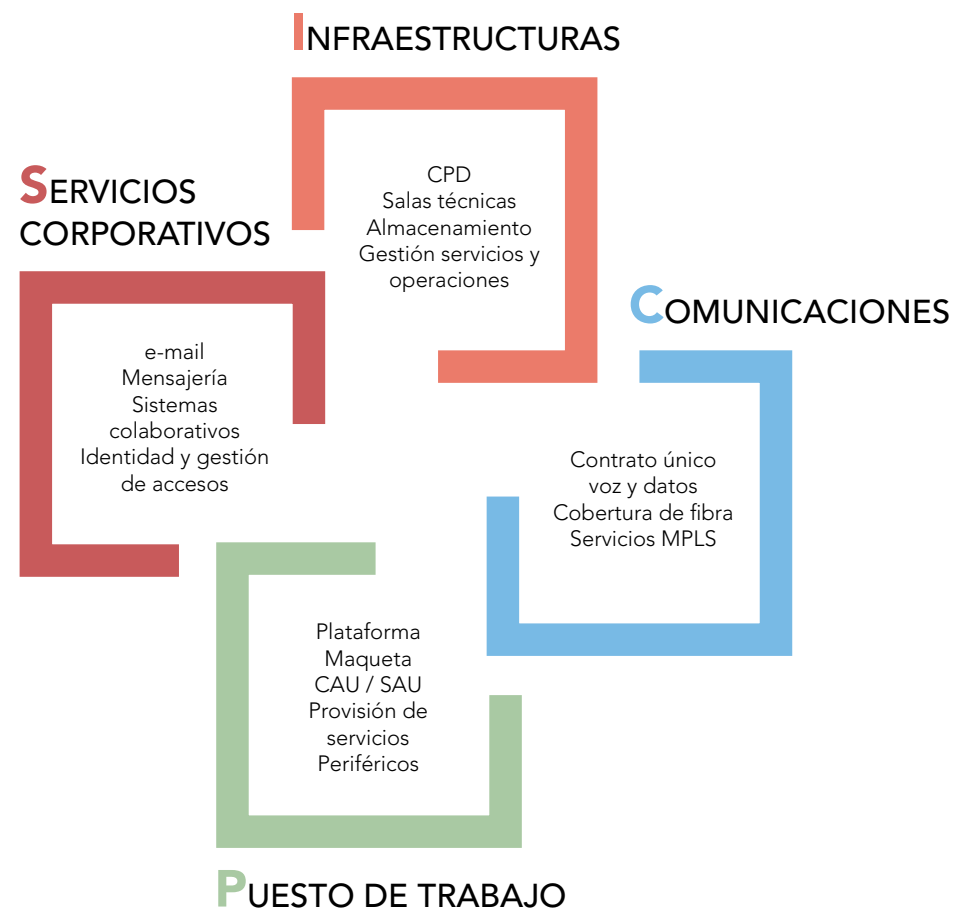 INFRAESTRUCTURAS
CPD
Salas técnicas
Almacenamiento
Gestión servicios y
operaciones
SERVICIOS
CORPORATIVOS
e-mail
Mensajería
Sistemas
colaborativos
Identidad y gestión
de accesos
COMUNICACIONES
Contrato único
voz y datos
Cobertura de fibra
Servicios MPLS
Plataforma
Maqueta
CAU / SAU
Provisión de
servicios
Periféricos
PUESTO DE TRABAJO